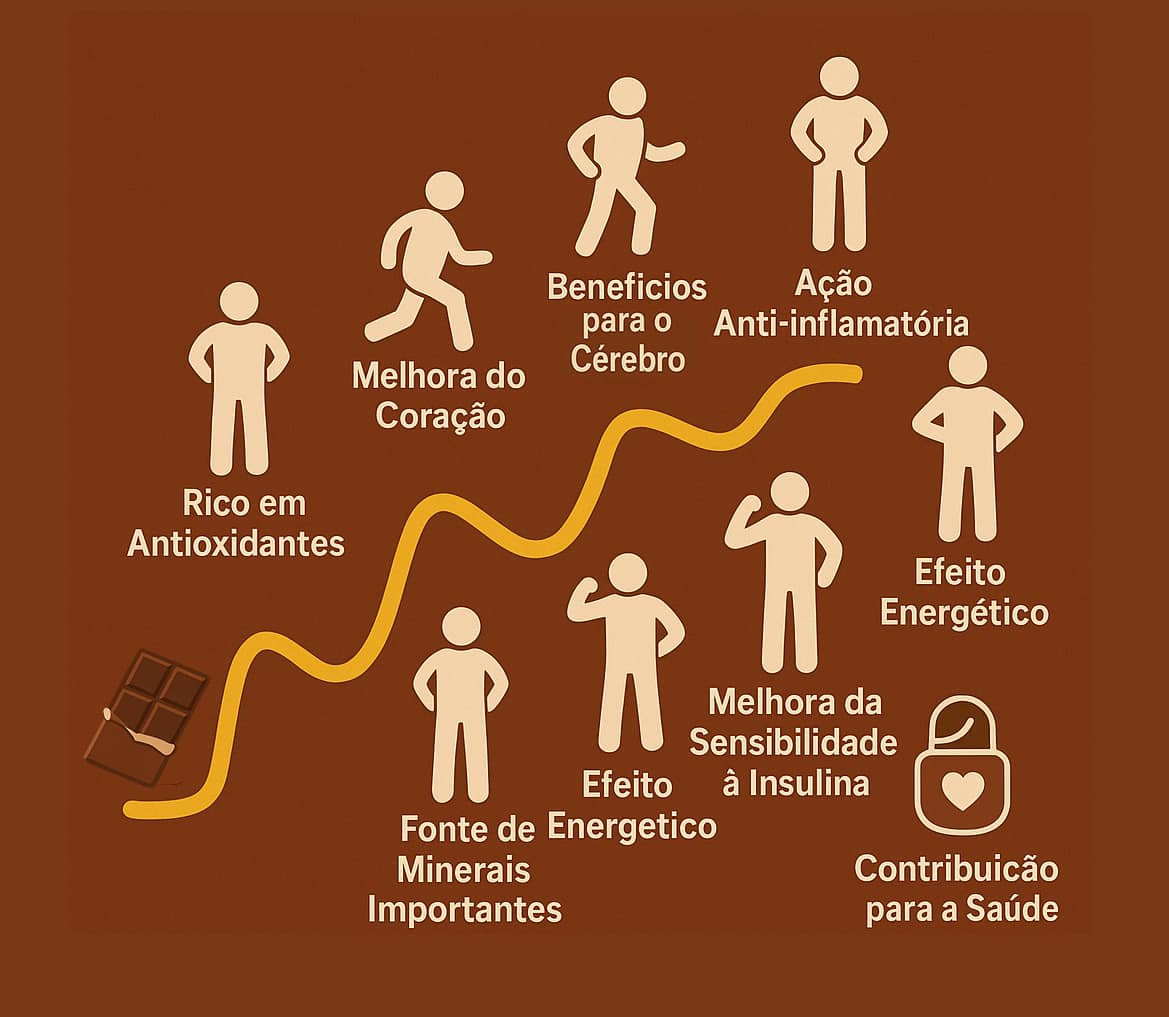 Rico em
Antioxidantes
Melhora do
Coração
Beneficios
para o
Cérebro
Ação
Anti-inflamatória
Efeito
Energético
Fonte de
Minerais
Importantes
Efeito
Energetico
Melhora da
Sensibilidade
â Insulina
Contribuicão
para a Saúde